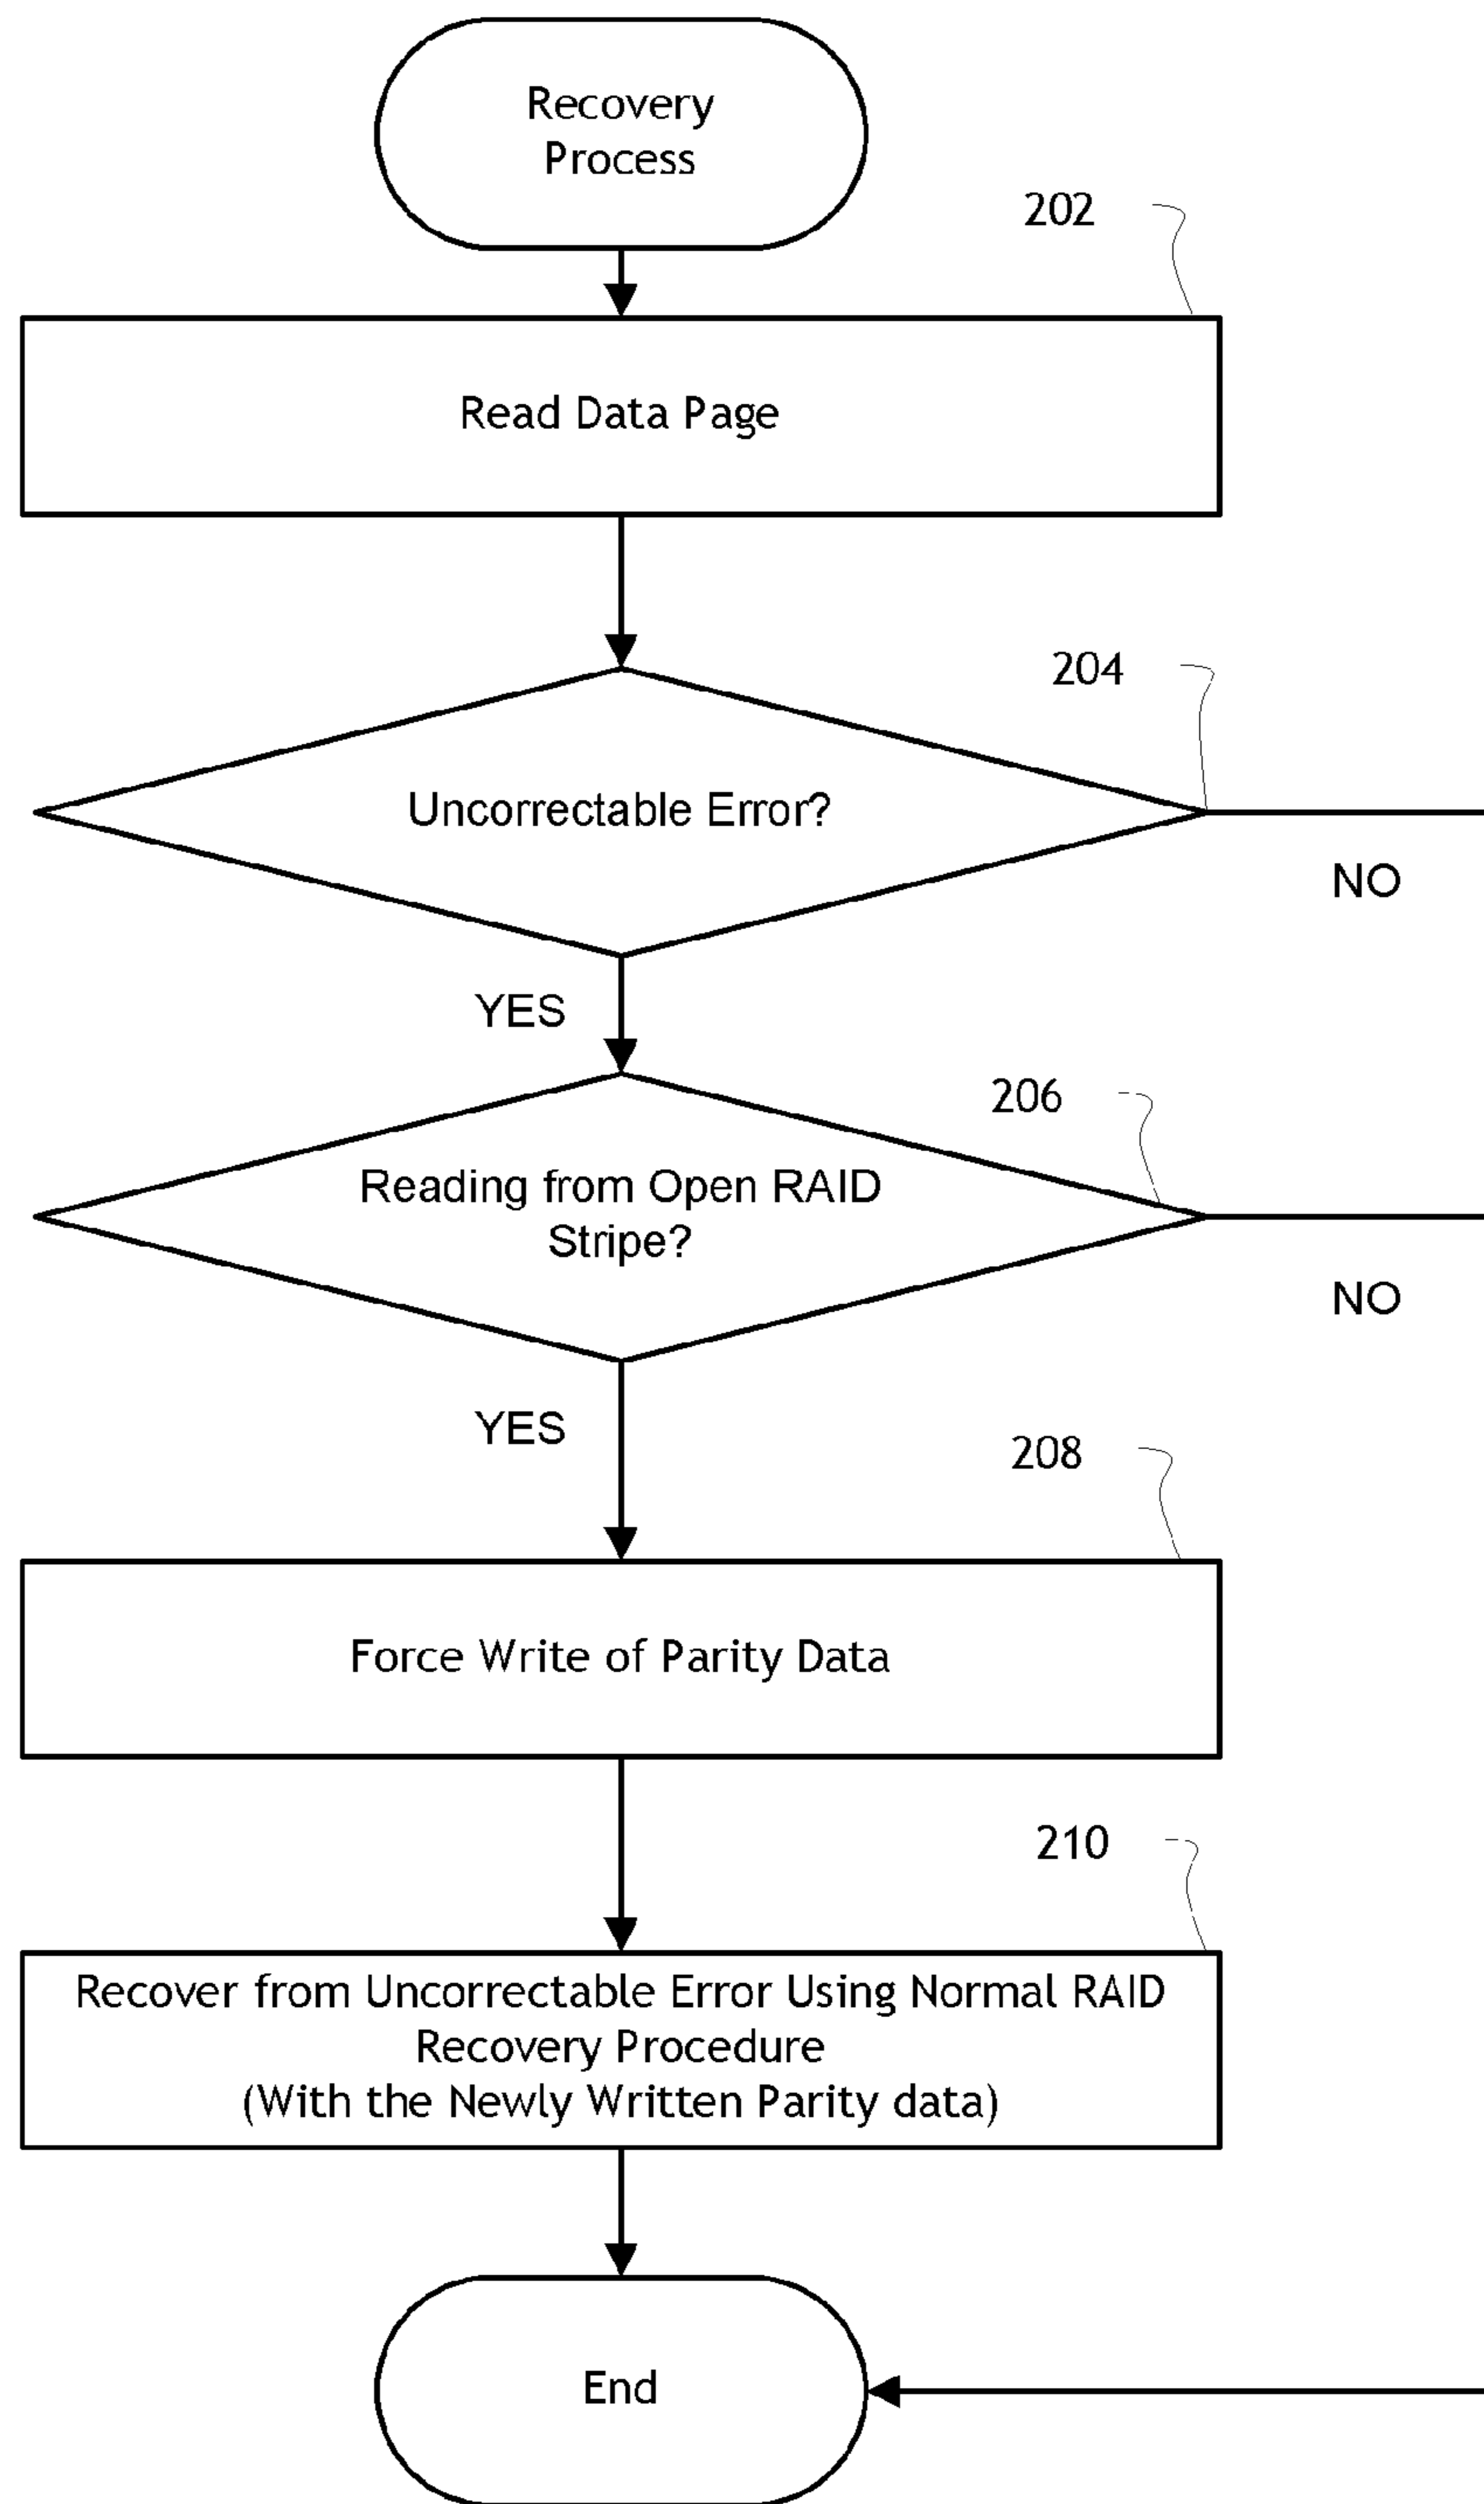 Recovery
Process
202
Read Data Page
204
Uncorrectable Error?
NO
YES
206
Reading from Open RAID
Stripe?
NO
YES
208
Force Write of Parity Data
210
Recover from Uncorrectable Error Using Normal RAID
Recovery Procedure
(With the Newly Written Parity data)
End